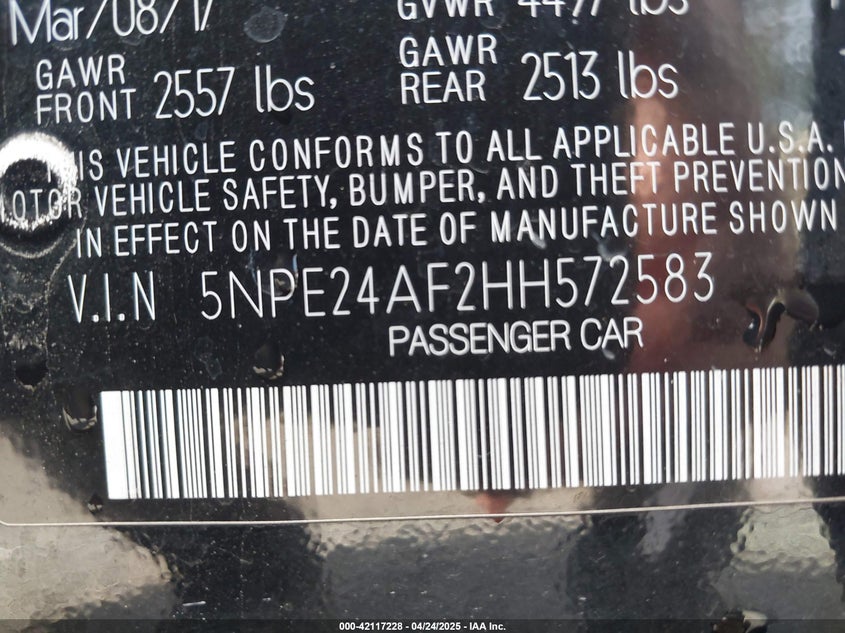 Mar/08/17 GVWR 4497 lbs
GAWR FRONT 2557 lbs GAWR REAR 2513 lbs
THIS VEHICLE CONFORMS TO ALL APPLICABLE U.S.A.
MOTOR VEHICLE SAFETY, BUMPER, AND THEFT PREVENTION
IN EFFECT ON THE DATE OF MANUFACTURE SHOWN
V.I.N 5NPE24AF2HH572583
PASSENGER CAR
000-42117228 - 04/24/2025 - IAA Inc.